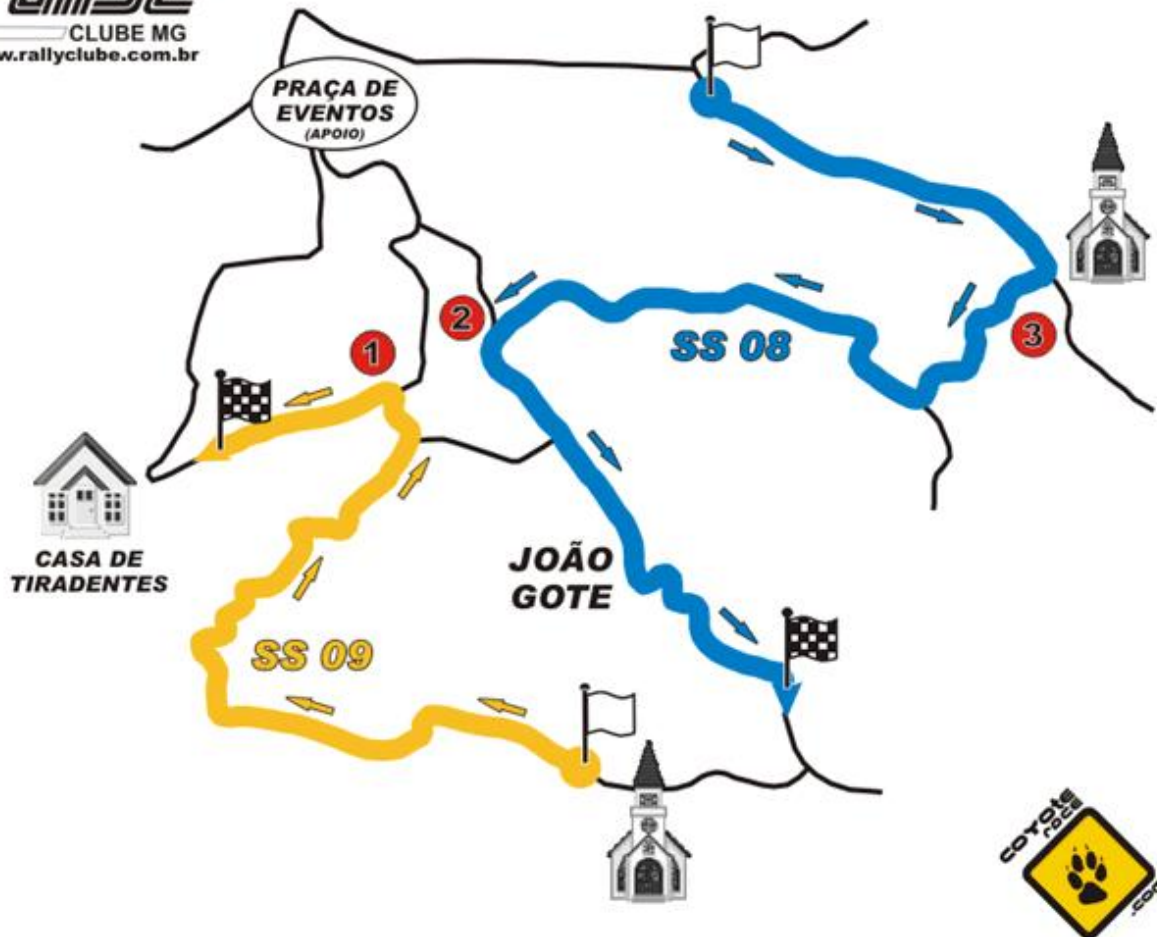 CLUBE MG
w.rallyclube.com.br
PRAÇA DE
EVENTOS
(APOIO)
1
2
3
SS 08
CASA DE
TIRADENTES
JOÃO
GOTE
SS 09
COYOTE
race
.com